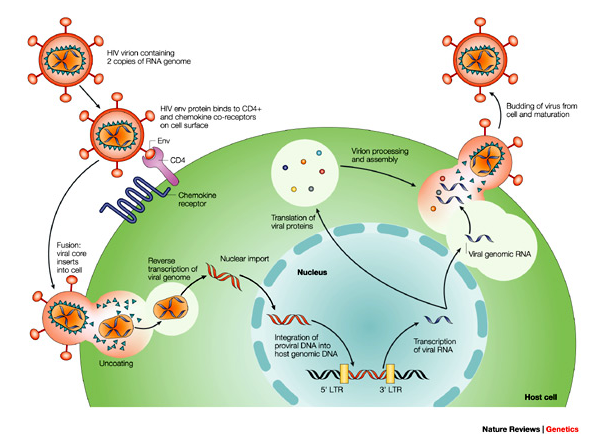 HIV virion containing
2 copies of RNA genome
HIV env protein binds to CD4+
and chemokine co-receptors
on cell surface
Env
CD4
Chemokine
receptor
Fusion:
viral core
inserts
into cell
Uncoating
Reverse
transcription of
viral genome
Nuclear import
Nucleus
Integration of
proviral DNA into
host genomic DNA
5' LTR
3' LTR
Transcription
of viral RNA
Translation of
viral proteins
Virion processing
and assembly
Viral genomic RNA
Budding of virus from
cell and maturation
Host cell
Nature Reviews | Genetics